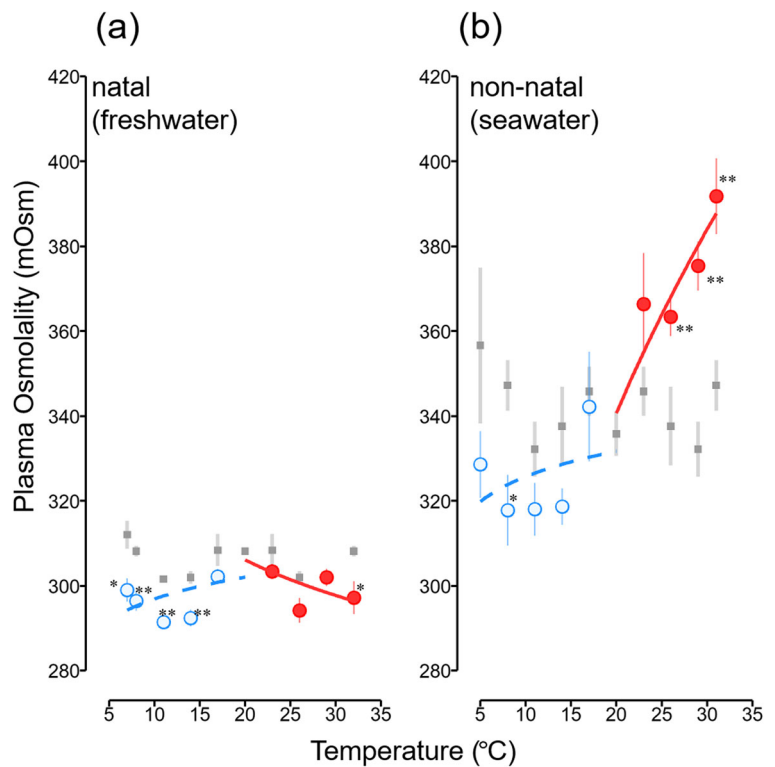 (a)
(b)
natal
(freshwater)
non-natal
(seawater)
Plasma Osmolality (mOsm)
420
400
380
360
340
320
300
280
420
400
380
360
340
320
300
280
*
**
**
**
*
*
**
**
**
5 10 15 20 25 30 35
5 10 15 20 25 30 35
Temperature (°C)